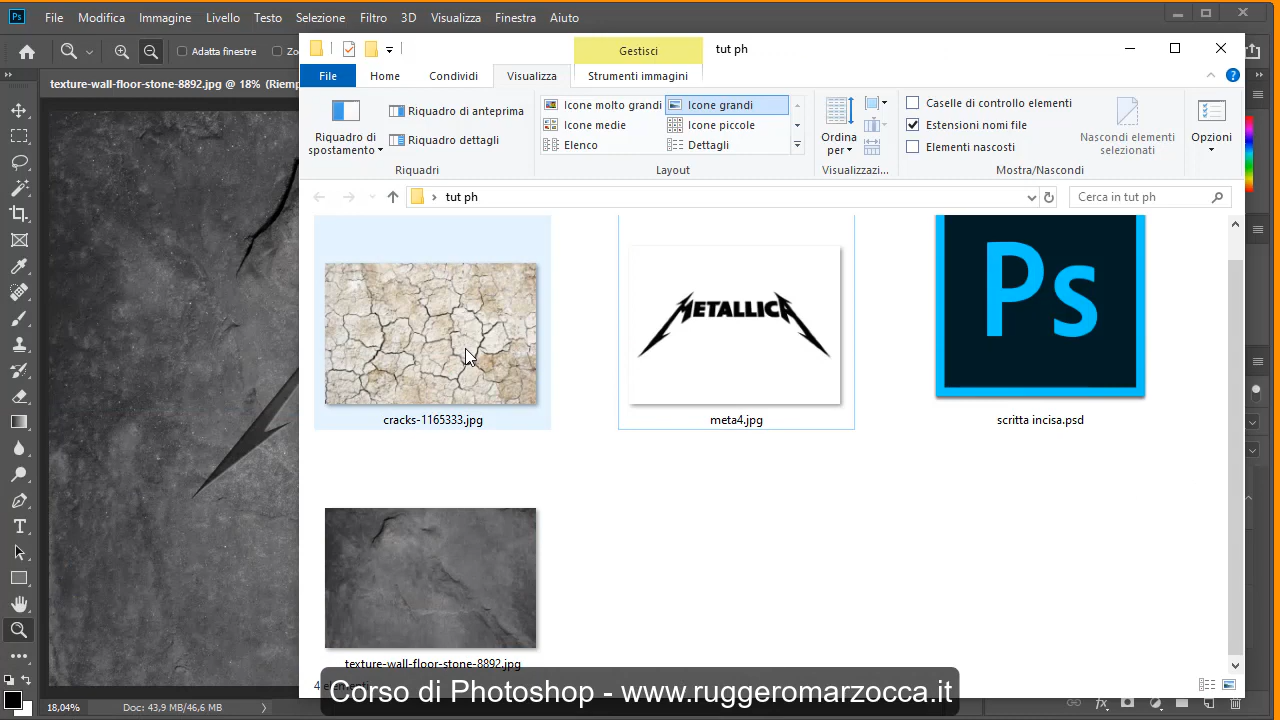 Ps
File Modifica Immagine Livello Testo Selezione Filtro 3D Visualizza Finestra Aiuto
Adatta finestre
texture-wall-floor-stone-8892.jpg @ 18% (Riemp
Gestisci
tut ph
File Home Condividi Visualizza Strumenti immagini
Riquadro di spostamento
Riquadro di anteprima
Riquadro dettagli
Riquadri
Icone molto grandi Icone grandi
Icone medie Icone piccole
Elenco Dettagli
Layout
Ordina per
Visualizzazi...
Caselle di controllo elementi
Estensioni nomi file
Elementi nascosti
Nascondi elementi selezionati
Mostra/Nascondi
Opzioni
tut ph
Cerca in tut ph
METALLICA
Ps
cracks-1165333.jpg
meta4.jpg
scritta incisa.psd
texture-wall-floor-stone-8892.jpg
4 elementi
Corso di Photoshop - www.ruggeromarzocca.it
18,04% Doc: 43,9 MB/46,6 MB